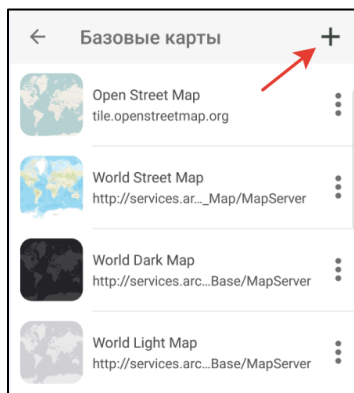 Базовые карты
Open Street Map
tile.openstreetmap.org
World Street Map
http://services.ar..._Map/MapServer
World Dark Map
http://services.arc...Base/MapServer
World Light Map
http://services.arc...Base/MapServer